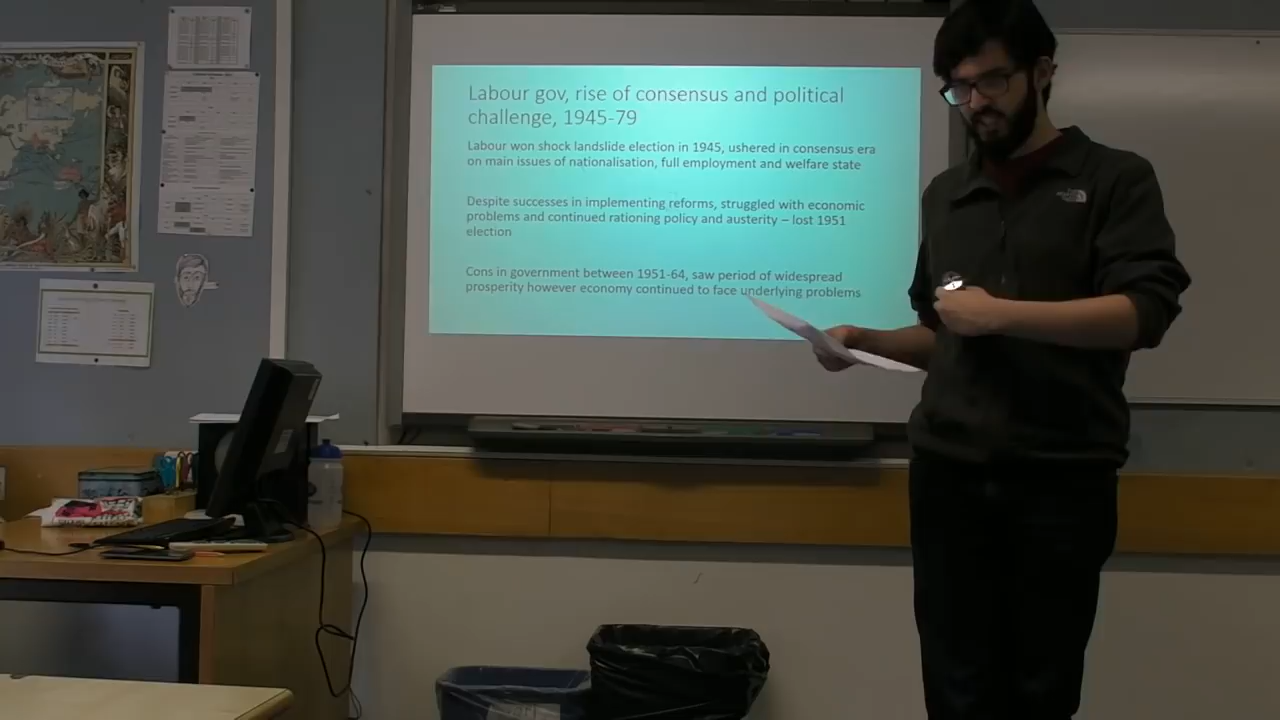 Labour gov, rise of consensus and political
challenge, 1945-79
Labour won shock landslide election in 1945, ushered in consensus era
on main issues of nationalisation, full employment and welfare state
Despite successes in implementing reforms, struggled with economic
problems and continued rationing policy and austerity – lost 1951
election
Cons in government between 1951-64, saw period of widespread
prosperity however economy continued to face underlying problems
THE
NORTH
FACE